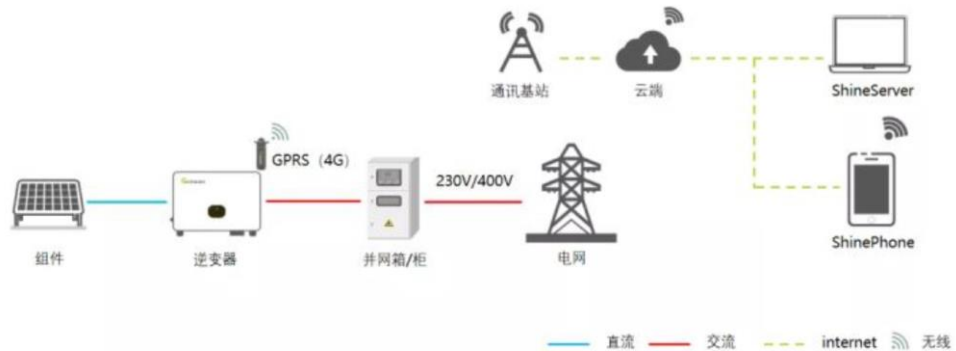 通讯基站
云端
ShineServer
GPRS（4G）
230V/400V
ShinePhone
组件
逆变器
并网箱/柜
电网
直流
交流
internet
无线